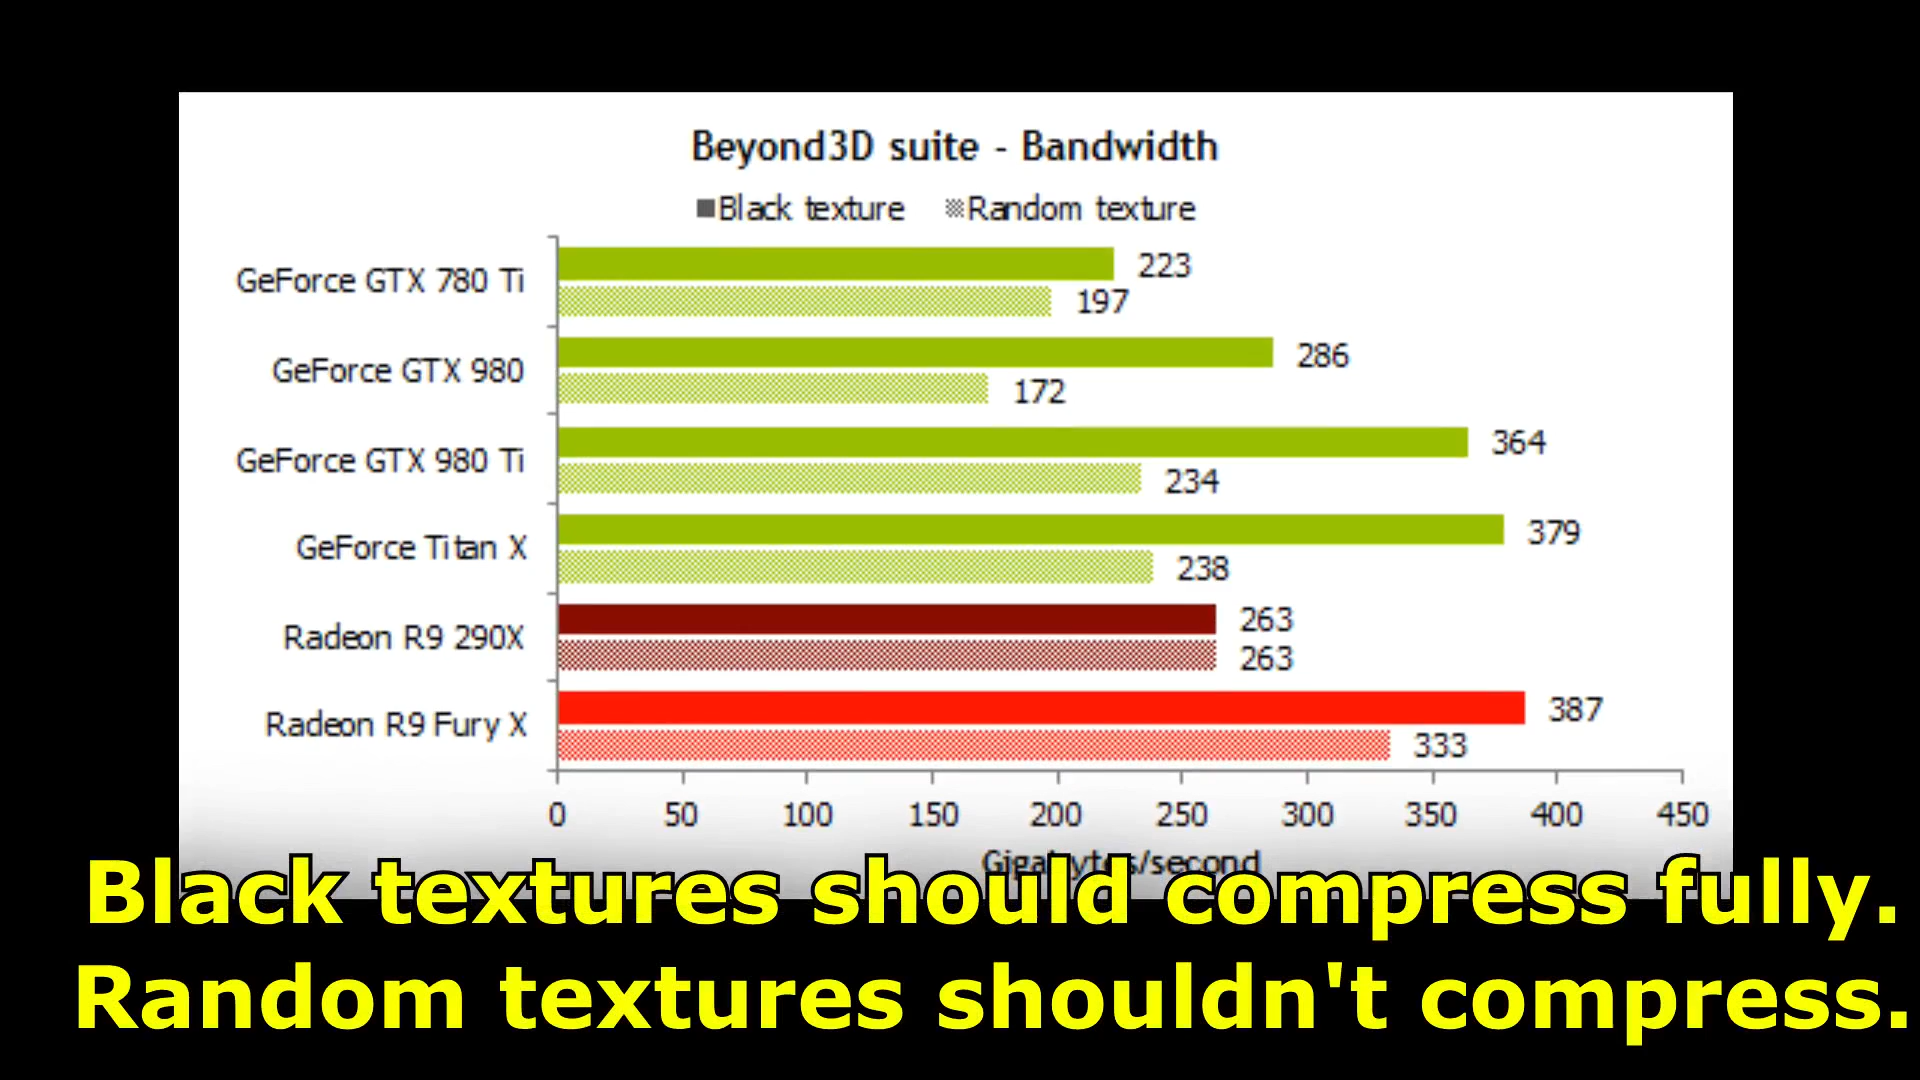 Beyond3D suite - Bandwidth
Black texture Random texture
GeForce GTX 780 Ti
223
197
GeForce GTX 980
286
172
GeForce GTX 980 Ti
364
234
GeForce Titan X
379
238
Radeon R9 290X
263
263
Radeon R9 Fury X
387
333
0 50 100 150 200 250 300 350 400 450
Gigabytes/second
Black textures should compress fully.
Random textures shouldn't compress.